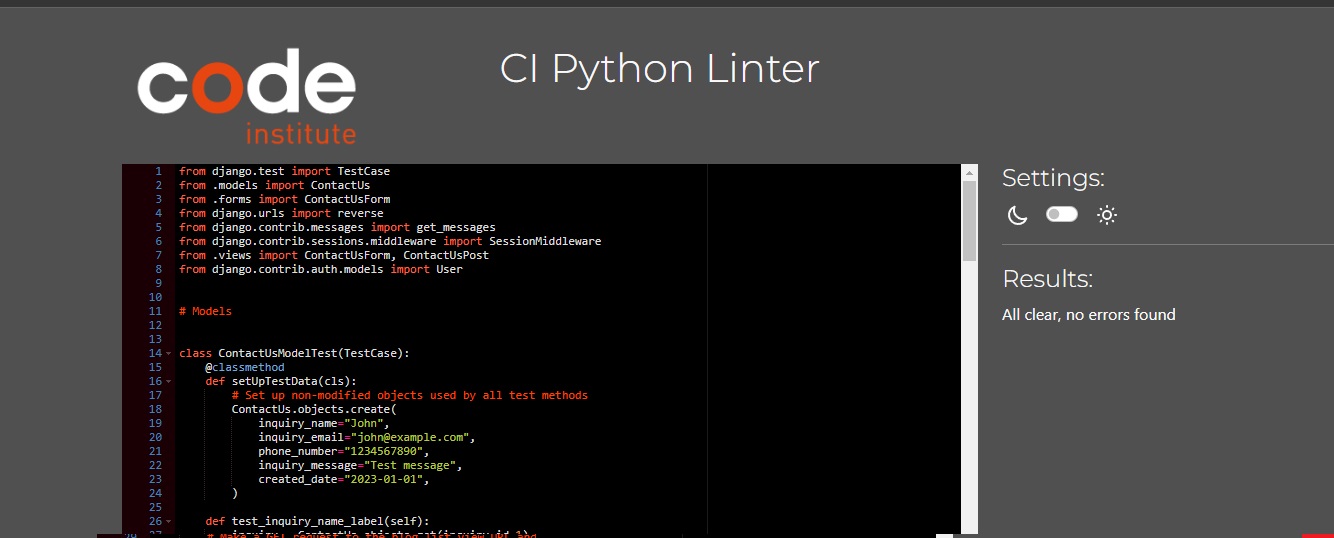 code
institute
CI Python Linter
1 from django.test import TestCase
2 from .models import ContactUs
3 from .forms import ContactUsForm
4 from django.urls import reverse
5 from django.contrib.messages import get_messages
6 from django.contrib.sessions.middleware import SessionMiddleware
7 from .views import ContactUsForm, ContactUsPost
8 from django.contrib.auth.models import User
9
10
11 # Models
12
13
14 class ContactUsModelTest(TestCase):
15 @classmethod
16 def setUpTestData(cls):
17 # Set up non-modified objects used by all test methods
18 ContactUs.objects.create(
19 inquiry_name="John",
20 inquiry_email="john@example.com",
21 phone_number="1234567890",
22 inquiry_message="Test message",
23 created_date="2023-01-01",
24 )
25
26 def test_inquiry_name_label(self):
Settings:
Results:
All clear, no errors found